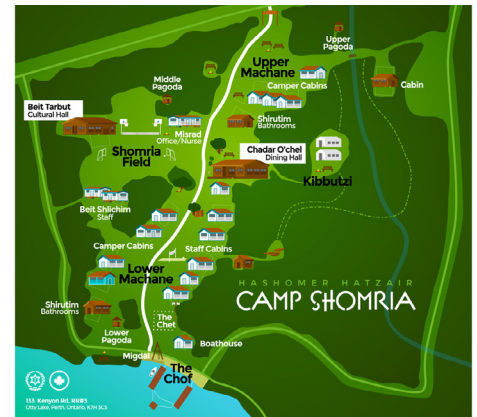 Upper
Pagoda
Upper
Machane
Camper Cabins
Cabin
Middle
Pagoda
Beit Tarbut
Cultural Hall
Shirutim
Bathrooms
Misrad
Office/Nurse
Shomria
Field
Chadar O'chel
Dining Hall
Kibbutzi
Beit Shlichim
Staff
Camper Cabins
Staff Cabins
Lower
Machane
HASHOMER HATZAIR
CAMP SHOMRIA
Shirutim
Bathrooms
The
Chet
Lower
Pagoda
Boathouse
Migdal
The
Chof
133 Kenyon Rd, RR#3
Otty Lake, Perth, Ontario, K7H 3C5